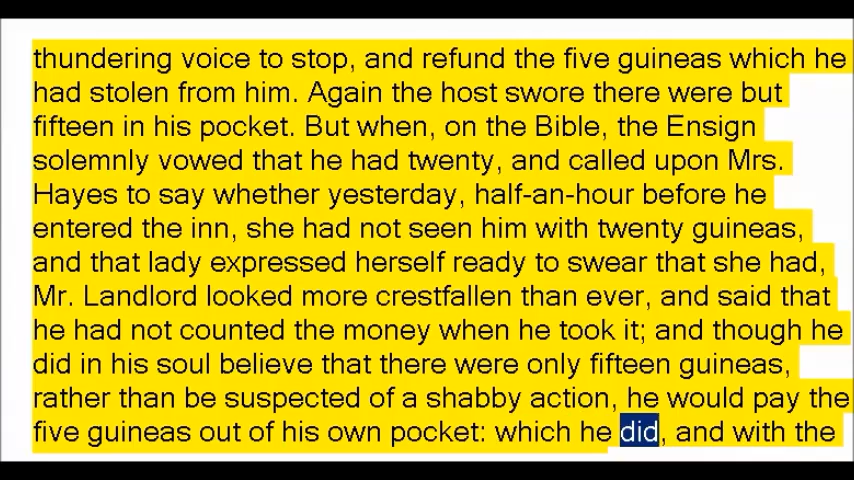 thundering voice to stop, and refund the five guineas which he
had stolen from him. Again the host swore there were but
fifteen in his pocket. But when, on the Bible, the Ensign
solemnly vowed that he had twenty, and called upon Mrs.
Hayes to say whether yesterday, half-an-hour before he
entered the inn, she had not seen him with twenty guineas,
and that lady expressed herself ready to swear that she had,
Mr. Landlord looked more crestfallen than ever, and said that
he had not counted the money when he took it; and though he
did in his soul believe that there were only fifteen guineas,
rather than be suspected of a shabby action, he would pay the
five guineas out of his own pocket: which he did, and with the